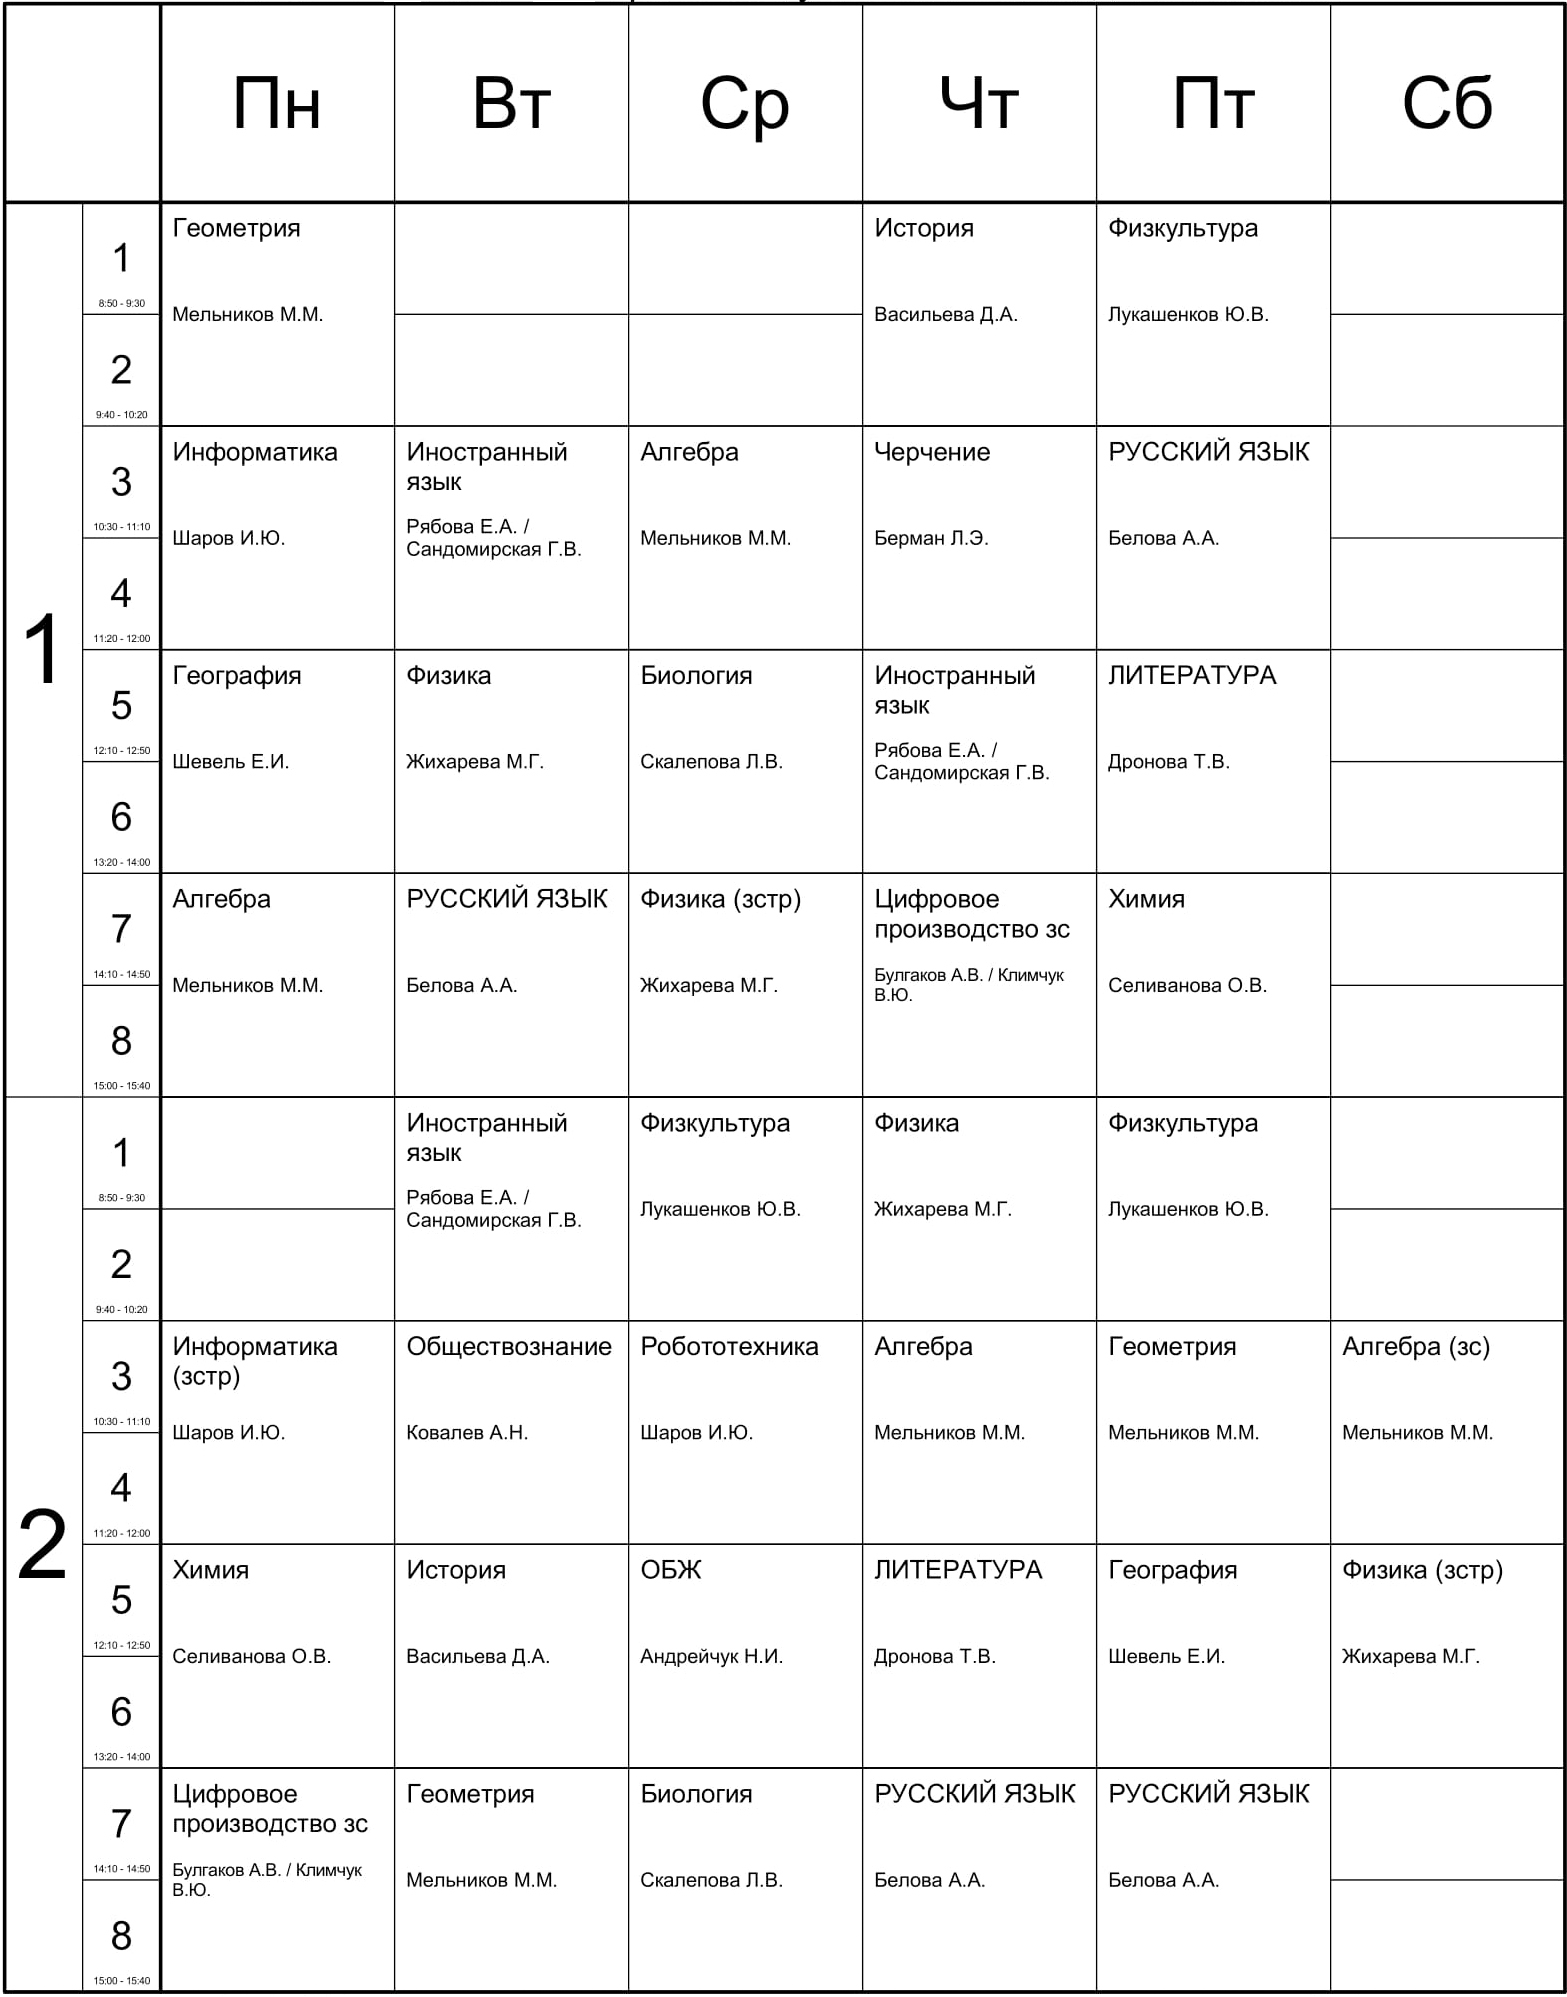 Пн Вт Ср Чт Пт Сб
1
1
8:50 - 9:30
2
9:40 - 10:20
Геометрия
Мельников М.М.
История
Васильева Д.А.
Физкультура
Лукашенков Ю.В.
3
10:30 - 11:10
4
11:20 - 12:00
Информатика
Шаров И.Ю.
Иностранный
язык
Рябова Е.А. /
Сандомирская Г.В.
Алгебра
Мельников М.М.
Черчение
Берман Л.Э.
РУССКИЙ ЯЗЫК
Белова А.А.
5
12:10 - 12:50
6
13:20 - 14:00
География
Шевель Е.И.
Физика
Жихарева М.Г.
Биология
Скалепова Л.В.
Иностранный
язык
Рябова Е.А. /
Сандомирская Г.В.
ЛИТЕРАТУРА
Дронова Т.В.
7
14:10 - 14:50
8
15:00 - 15:40
Алгебра
Мельников М.М.
РУССКИЙ ЯЗЫК
Белова А.А.
Физика (зстр)
Жихарева М.Г.
Цифровое
производство зс
Булгаков А.В. / Климчук
В.Ю.
Химия
Селиванова О.В.
2
1
8:50 - 9:30
2
9:40 - 10:20
Иностранный
язык
Рябова Е.А. /
Сандомирская Г.В.
Физкультура
Лукашенков Ю.В.
Физика
Жихарева М.Г.
Физкультура
Лукашенков Ю.В.
3
10:30 - 11:10
4
11:20 - 12:00
Информатика
(зстр)
Шаров И.Ю.
Обществознание
Ковалев А.Н.
Робототехника
Шаров И.Ю.
Алгебра
Мельников М.М.
Геометрия
Мельников М.М.
Алгебра (зс)
Мельников М.М.
5
12:10 - 12:50
6
13:20 - 14:00
Химия
Селиванова О.В.
История
Васильева Д.А.
ОБЖ
Андрейчук Н.И.
ЛИТЕРАТУРА
Дронова Т.В.
География
Шевель Е.И.
Физика (зстр)
Жихарева М.Г.
7
14:10 - 14:50
8
15:00 - 15:40
Цифровое
производство зс
Булгаков А.В. / Климчук
В.Ю.
Геометрия
Мельников М.М.
Биология
Скалепова Л.В.
РУССКИЙ ЯЗЫК
Белова А.А.
РУССКИЙ ЯЗЫК
Белова А.А.